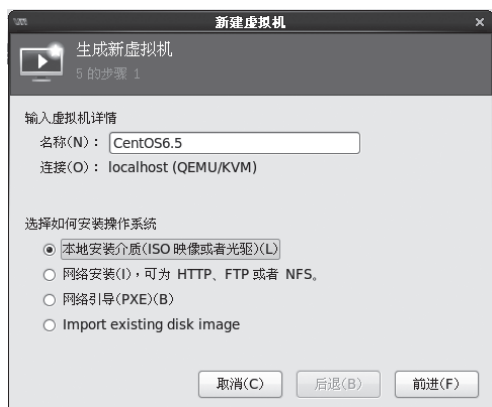 新建虚拟机
生成新虚拟机
5 的步骤 1
输入虚拟机详情
名称(N)： CentOS6.5
连接(O)： localhost (QEMU/KVM)
选择如何安装操作系统
本地安装介质(ISO 映像或者光驱)(L)
网络安装(I)，可为 HTTP、FTP 或者 NFS。
网络引导(PXE)(B)
Import existing disk image
取消(C) 后退(B) 前进(F)